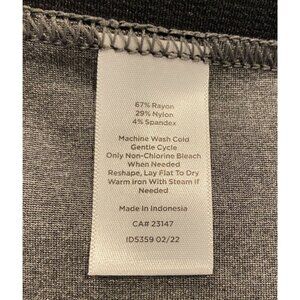 67% Rayon
29% Nylon
4% Spandex
Machine Wash Cold
Gentle Cycle
Only Non-Chlorine Bleach
When Needed
Reshape, Lay Flat To Dry
Warm iron With Steam If
Needed
Made In Indonesia
CA# 23147
ID5359 02/22